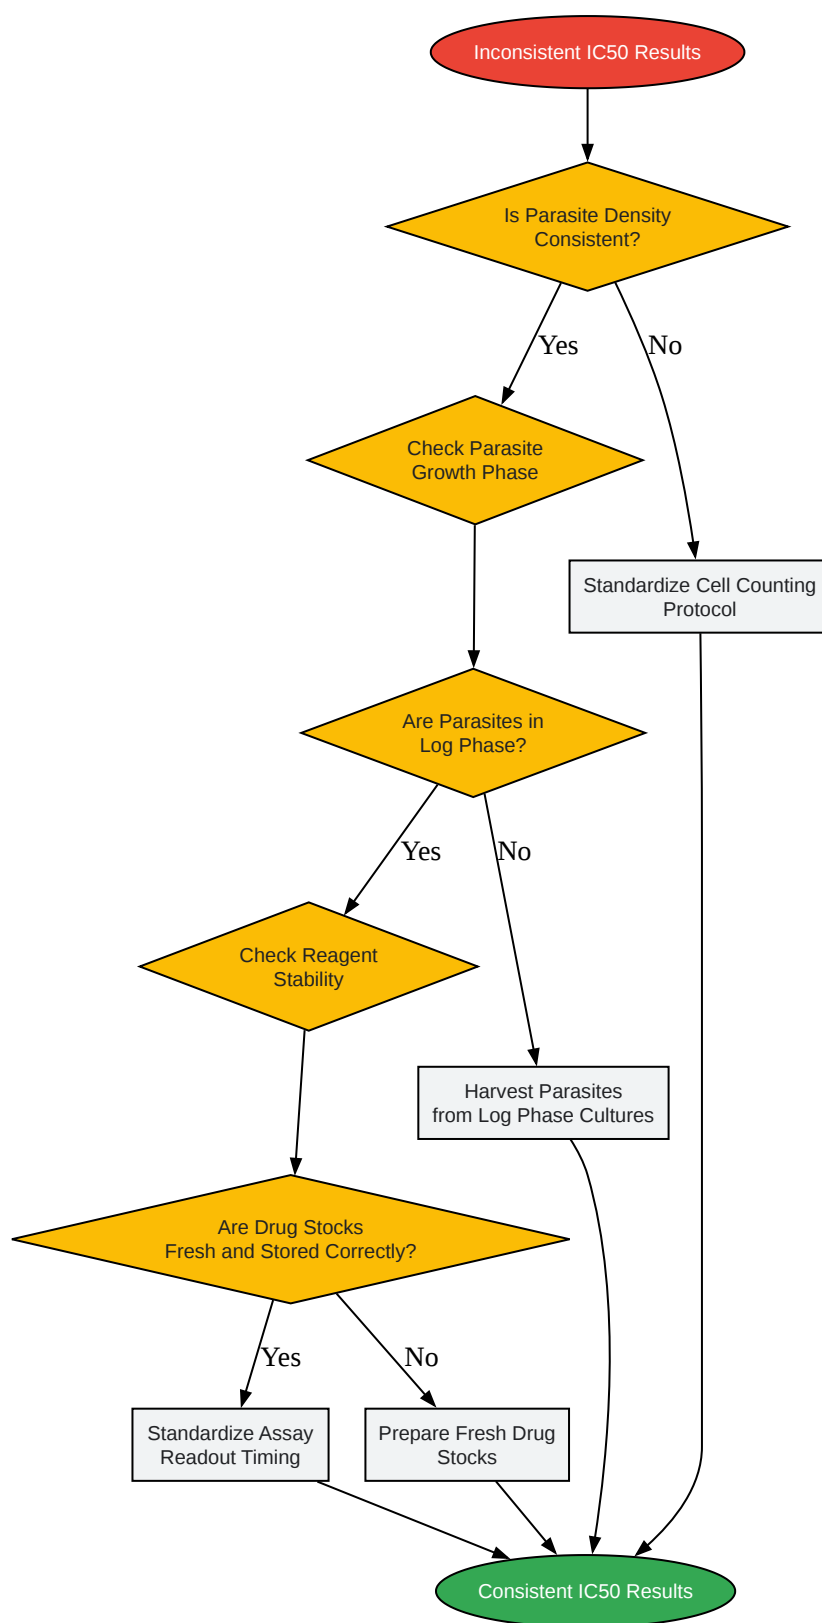 Inconsistent IC50 Results
Is Parasite Density
Consistent?
Yes
No
Check Parasite
Growth Phase
Standardize Cell Counting
Protocol
Are Parasites in
Log Phase?
Yes
No
Check Reagent
Stability
Harvest Parasites
from Log Phase Cultures
Are Drug Stocks
Fresh and Stored Correctly?
Yes
No
Standardize Assay
Readout Timing
Prepare Fresh Drug
Stocks
Consistent IC50 Results